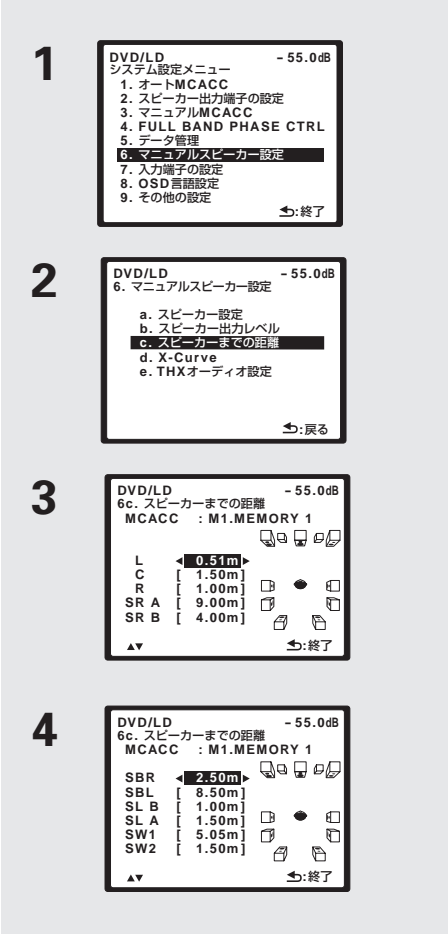 1
DVD/LD －55.0dB
システム設定メニュー
1. オートMCACC
2. スピーカー出力端子の設定
3. マニュアルMCACC
4. FULL BAND PHASE CTRL
5. データ管理
6. マニュアルスピーカー設定
7. 入力端子の設定
8. OSD言語設定
9. その他の設定
:終了
2
DVD/LD －55.0dB
6. マニュアルスピーカー設定
a. スピーカー設定
b. スピーカー出力レベル
c. スピーカーまでの距離
d. X-Curve
e. THXオーディオ設定
:戻る
3
DVD/LD －55.0dB
6c. スピーカーまでの距離
MCACC : M1.MEMORY 1
L ◀ 0.51m ▶
C [ 1.50m ]
R [ 1.00m ]
SR A [ 9.00m ]
SR B [ 4.00m ]
▲▼ :終了
4
DVD/LD －55.0dB
6c. スピーカーまでの距離
MCACC : M1.MEMORY 1
SBR ◀ 2.50m ▶
SBL [ 8.50m ]
SL B [ 1.00m ]
SL A [ 1.50m ]
SW1 [ 5.05m ]
SW2 [ 1.50m ]
▲▼ :終了